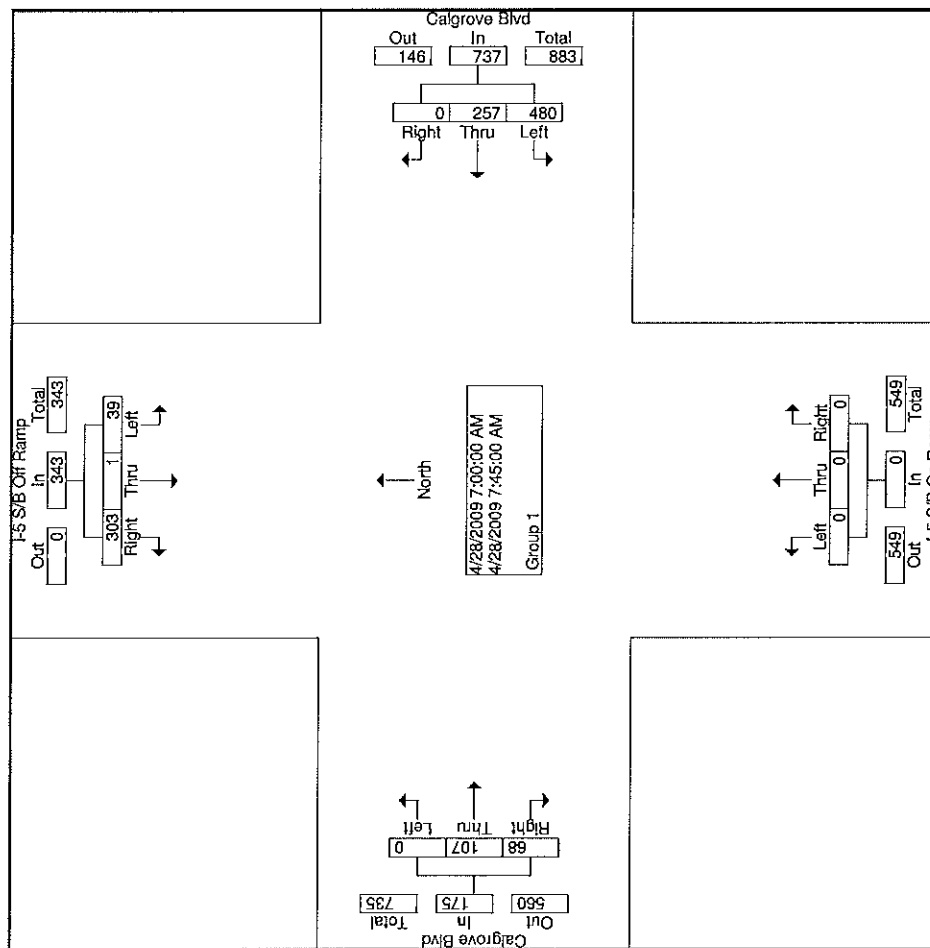 Calgrove Blvd
Out In Total
146 737 883
0 257 480
Right Thru Left
I-5 S/B Off Ramp
Out In Total
0 343 343
303 1 39
Right Thru Left
North
4/28/2009 7:00:00 AM
4/28/2009 7:45:00 AM
Group 1
Left Thru Right
0 0 0
549 0 549
Out In Total
Left Thru Right
0 107 68
Total In Out
735 175 560
Calgrove Blvd